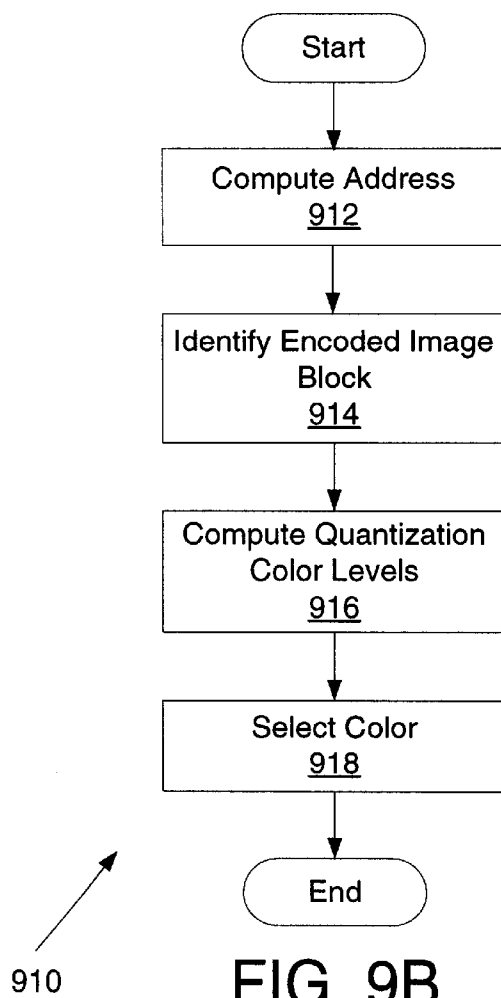 Start
Compute Address
912
Identify Encoded Image
Block
914
Compute Quantization
Color Levels
916
Select Color
918
End
910
FIG. 9B